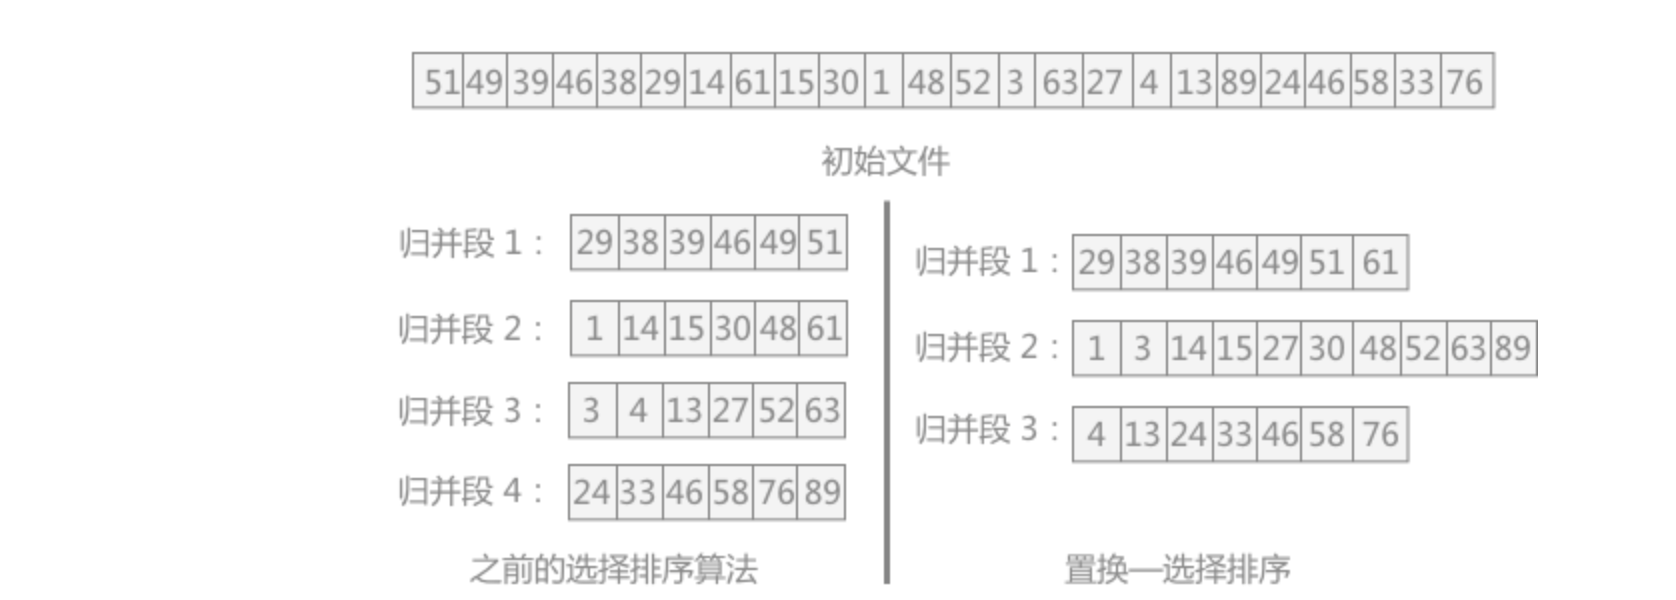 51 49 39 46 38 29 14 61 15 30 1 48 52 3 63 27 4 13 89 24 46 58 33 76
初始文件
归并段 1： 29 38 39 46 49 51
归并段 2： 1 14 15 30 48 61
归并段 3： 3 4 13 27 52 63
归并段 4： 24 33 46 58 76 89
之前的选择排序算法
归并段 1： 29 38 39 46 49 51 61
归并段 2： 1 3 14 15 27 30 48 52 63 89
归并段 3： 4 13 24 33 46 58 76
置换—选择排序